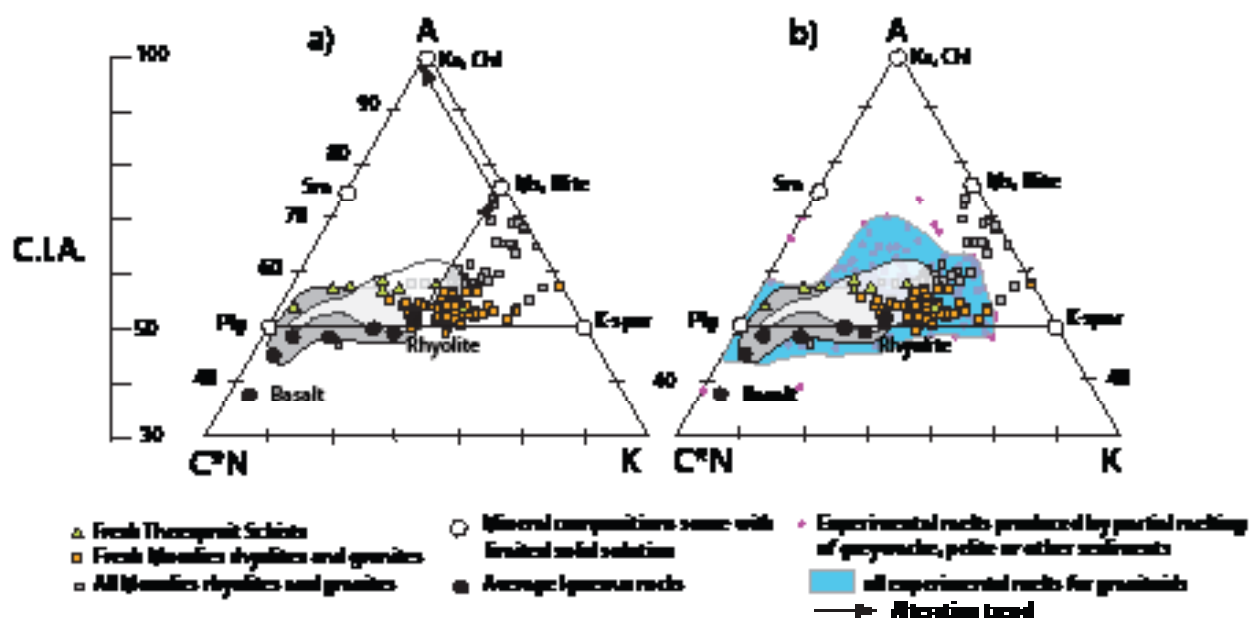 a)
A
Ka, Chl
b)
A
Ka, Chl
100
90
80
Sm
70
Ms, Illite
Sm
Ms, Illite
C.I.A.
60
Plg
50
K-spar
Plg
K-spar
Rhyolite
Rhyolite
40
40
40
Basalt
Basalt
30
C*N
K
C*N
K
Fresh Theespruit Schists
Fresh Moodies rhyolites and granites
All Moodies rhyolites and granites
Mineral compositions some with
limited solid solution
Average Igneous rocks
Experimental melts produced by partial melting
of greywacke, pelite or other sediments
all experimental melts for granitoids
Alteration trend